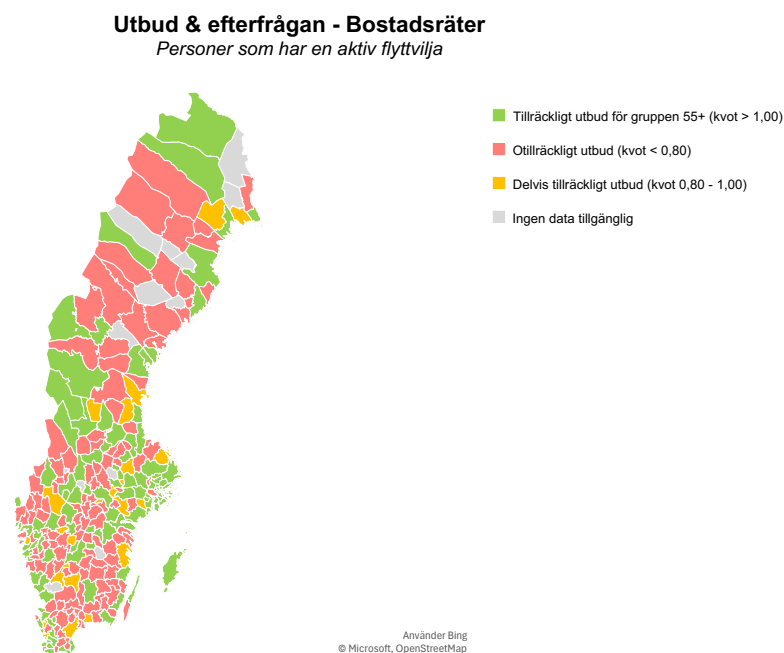 Utbud & efterfrågan - Bostadsräter
Personer som har en aktiv flyttvilja
Tillräckligt utbud för gruppen 55+ (kvot > 1,00)
Otillräckligt utbud (kvot < 0,80)
Delvis tillräckligt utbud (kvot 0,80 - 1,00)
Ingen data tillgänglig
Använder Bing
© Microsoft, OpenStreetMap